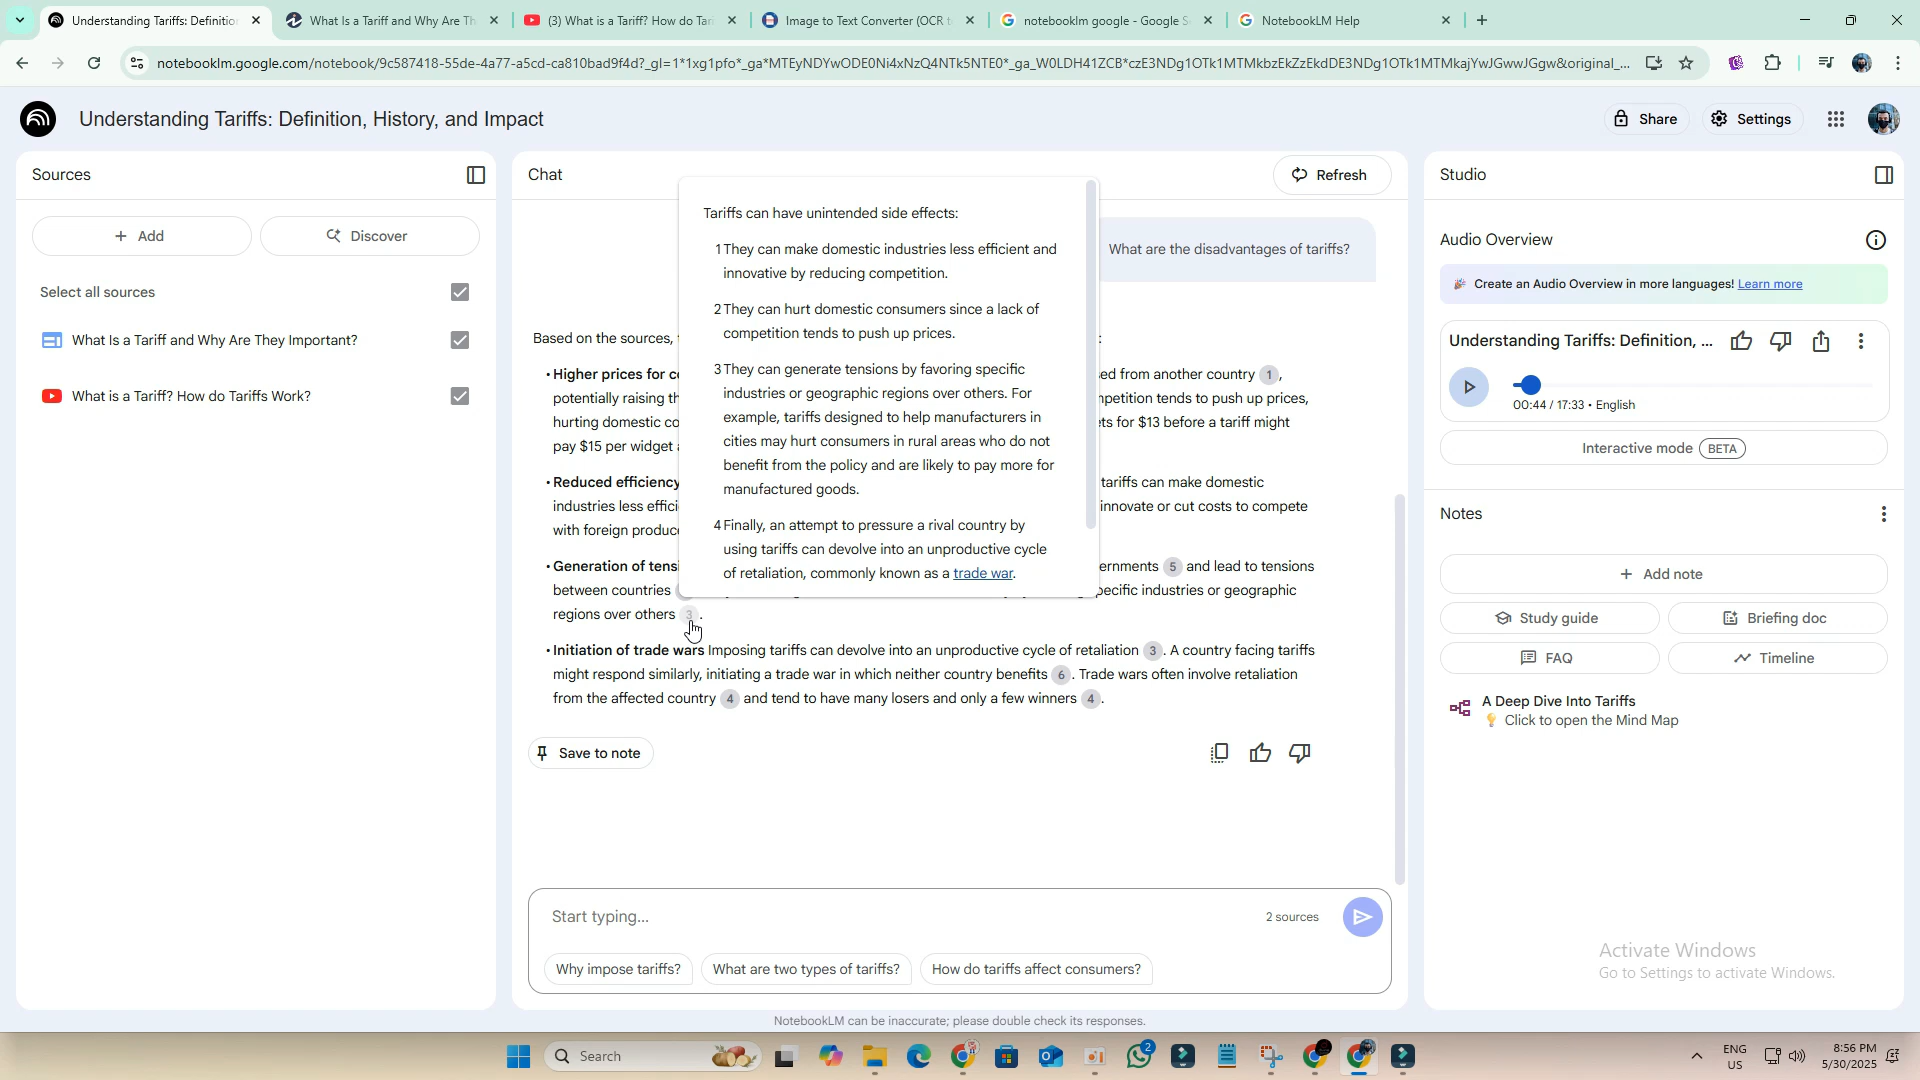 Understanding Tariffs: Definitio
What Is a Tariff and Why Are Th
(3) What is a Tariff? How do Tar
Image to Text Converter (OCR t
notebooklm google - Google S
NotebookLM Help
notebooklm.google.com/notebook/9c587418-55de-4a77-a5cd-ca810bad9f4d?_gl=1*1xg1pfo*_ga*MTEyNDYwODE0Ni4xNzQ4NTk5NTE0*_ga_W0LDH41ZCB*czE3NDg1OTk1MTMkbzEkZzEkdDE3NDg1OTk1MTMkajYwJGwwJGgw&original_...
Understanding Tariffs: Definition, History, and Impact
Share
Settings
Sources
Add
Discover
Select all sources
What Is a Tariff and Why Are They Important?
What is a Tariff? How do Tariffs Work?
Chat
Refresh
What are the disadvantages of tariffs?
Tariffs can have unintended side effects:
1 They can make domestic industries less efficient and
innovative by reducing competition.
2 They can hurt domestic consumers since a lack of
competition tends to push up prices.
3 They can generate tensions by favoring specific
industries or geographic regions over others. For
example, tariffs designed to help manufacturers in
cities may hurt consumers in rural areas who do not
benefit from the policy and are likely to pay more for
manufactured goods.
4 Finally, an attempt to pressure a rival country by
using tariffs can devolve into an unproductive cycle
of retaliation, commonly known as a trade war.
Based on the sources, :
• Higher prices for co ed from another country 1 ,
potentially raising th petition tends to push up prices,
hurting domestic co ts for $13 before a tariff might
pay $15 per widget
• Reduced efficiency tariffs can make domestic
industries less effici innovate or cut costs to compete
with foreign produc
• Generation of tensi ernments 5 and lead to tensions
between countries ecific industries or geographic
regions over others 3 .
• Initiation of trade wars Imposing tariffs can devolve into an unproductive cycle of retaliation 3 . A country facing tariffs
might respond similarly, initiating a trade war in which neither country benefits 6 . Trade wars often involve retaliation
from the affected country 4 and tend to have many losers and only a few winners 4 .
Save to note
Start typing...
2 sources
Why impose tariffs?
What are two types of tariffs?
How do tariffs affect consumers?
NotebookLM can be inaccurate; please double check its responses.
Studio
Audio Overview
Create an Audio Overview in more languages! Learn more
Understanding Tariffs: Definition, ...
00:44 / 17:33 • English
Interactive mode BETA
Notes
Add note
Study guide
Briefing doc
FAQ
Timeline
A Deep Dive Into Tariffs
Click to open the Mind Map
Activate Windows
Go to Settings to activate Windows.
Search
2
ENG
US
8:56 PM
5/30/2025